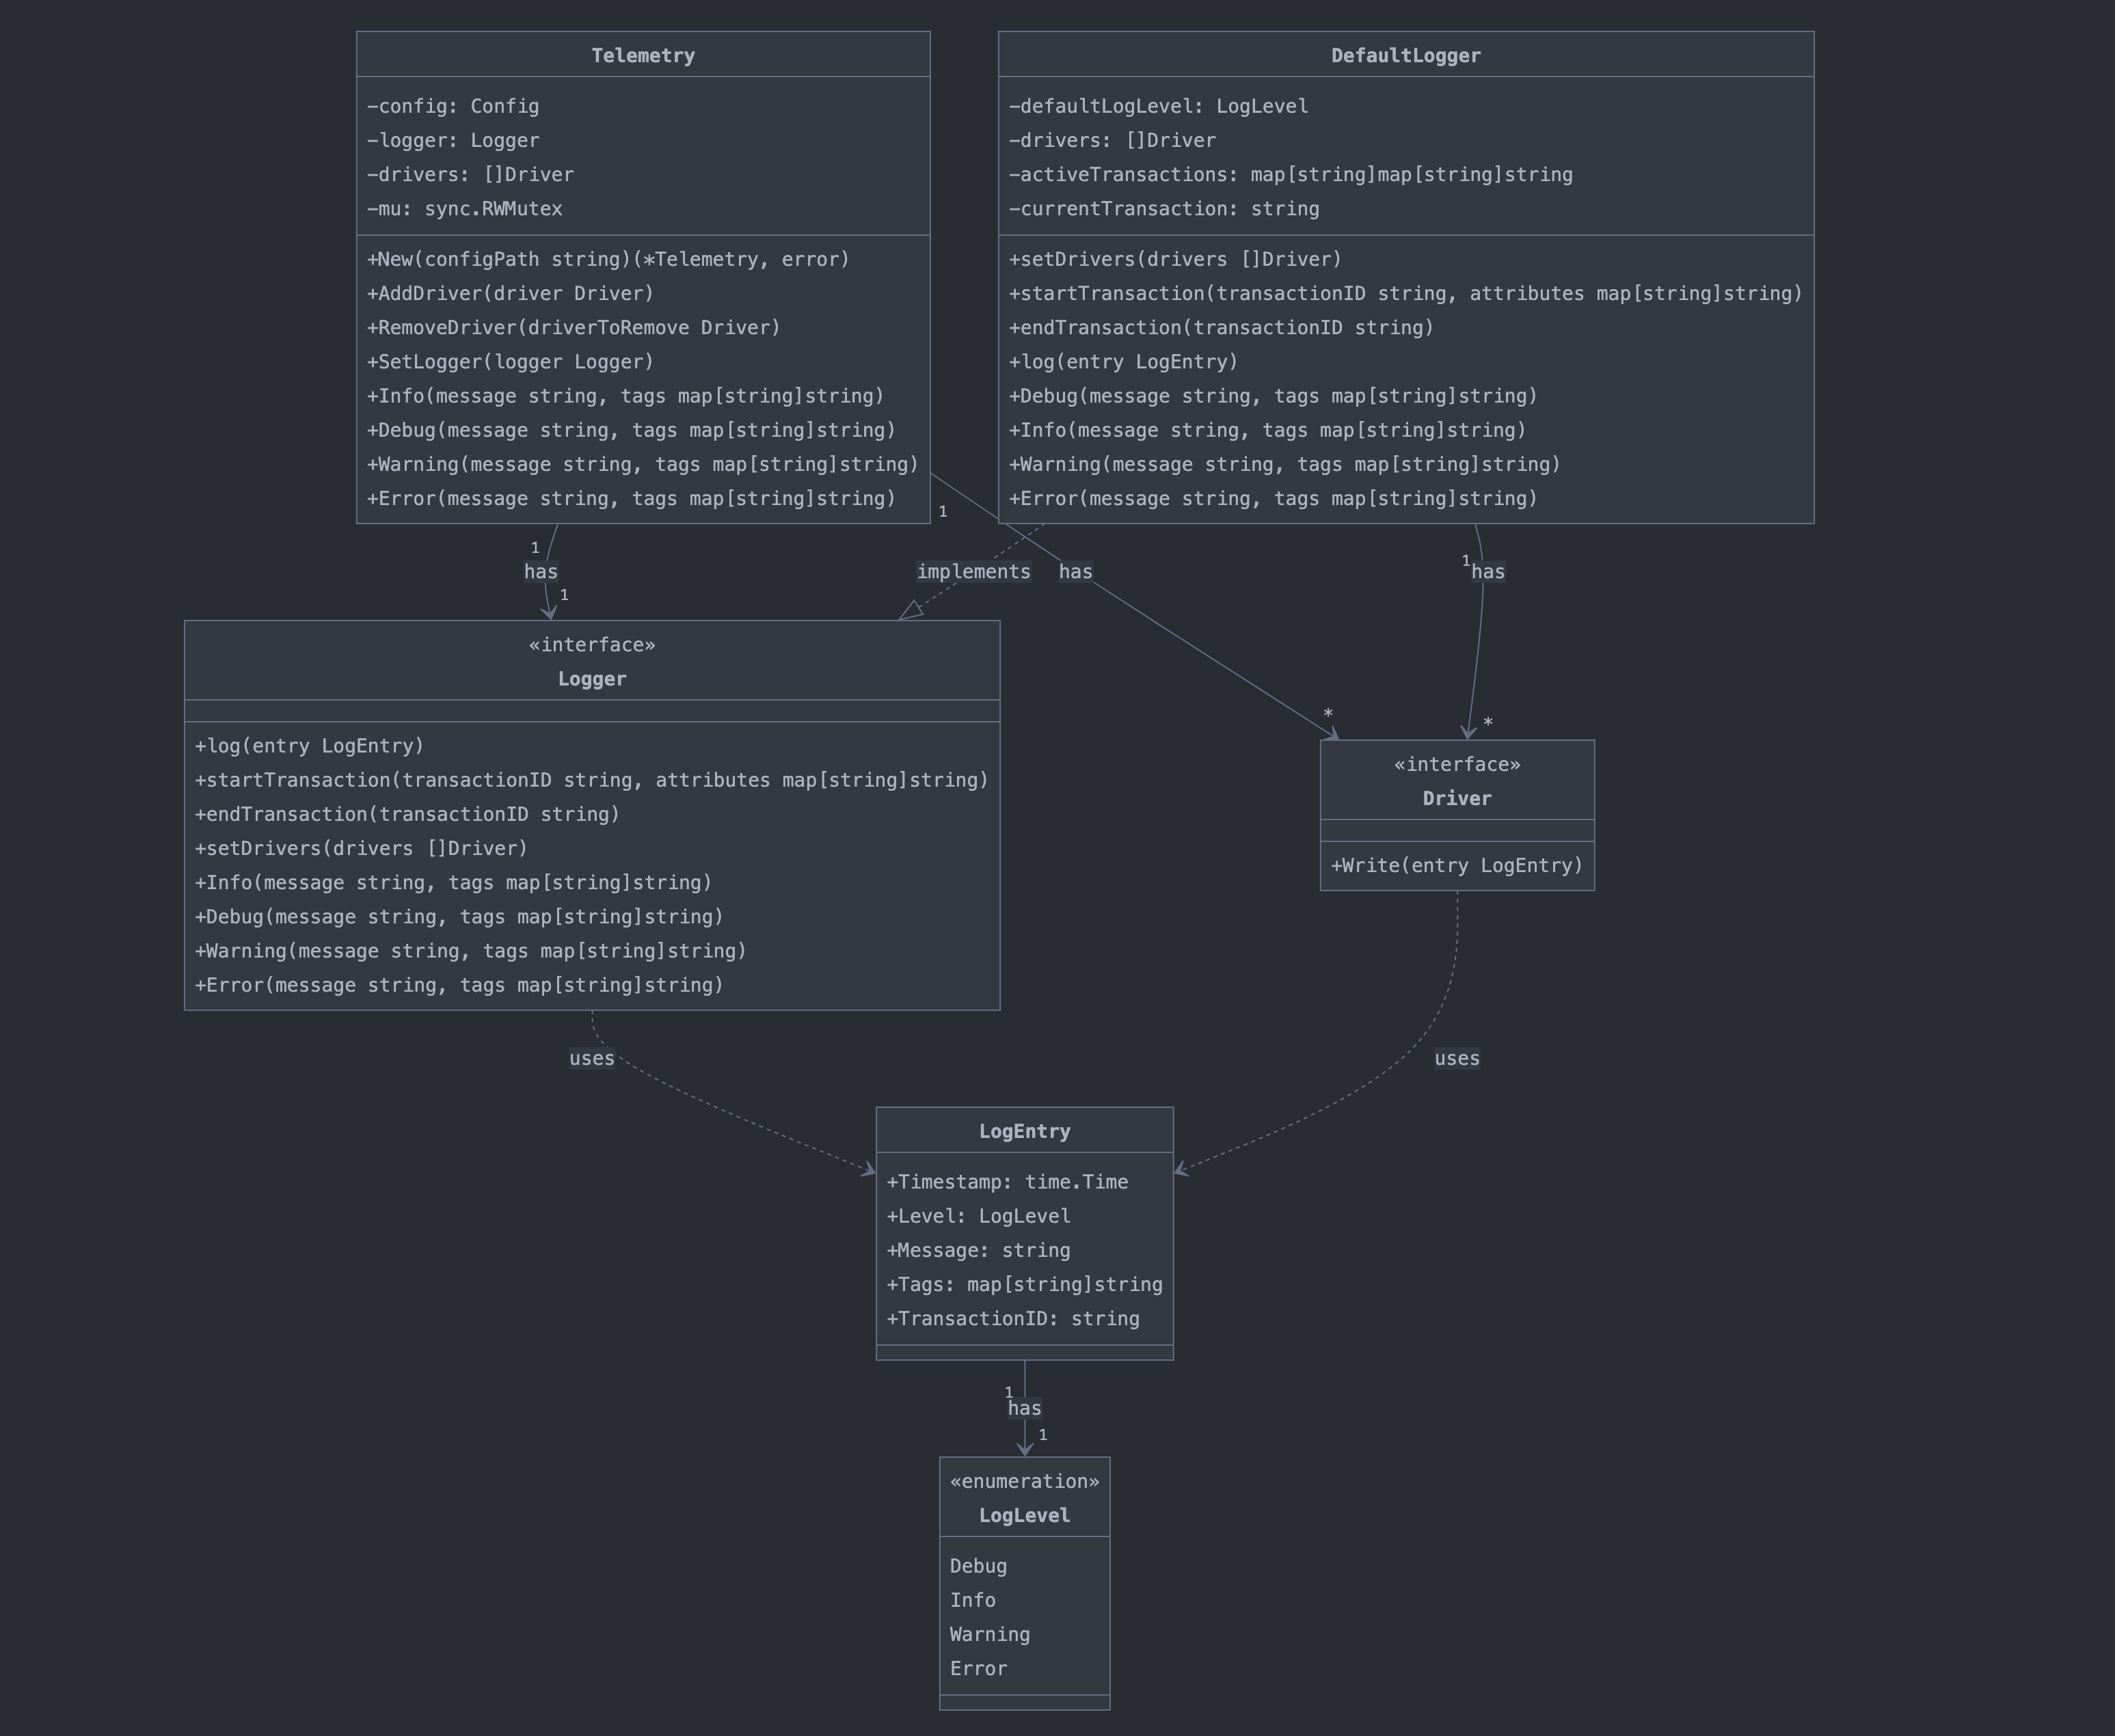 Telemetry
-config: Config
-logger: Logger
-drivers: []Driver
-mu: sync.RWMutex
+New(configPath string)(*Telemetry, error)
+AddDriver(driver Driver)
+RemoveDriver(driverToRemove Driver)
+SetLogger(logger Logger)
+Info(message string, tags map[string]string)
+Debug(message string, tags map[string]string)
+Warning(message string, tags map[string]string)
+Error(message string, tags map[string]string)
DefaultLogger
-defaultLogLevel: LogLevel
-drivers: []Driver
-activeTransactions: map[string]map[string]string
-currentTransaction: string
+setDrivers(drivers []Driver)
+startTransaction(transactionID string, attributes map[string]string)
+endTransaction(transactionID string)
+log(entry LogEntry)
+Debug(message string, tags map[string]string)
+Info(message string, tags map[string]string)
+Warning(message string, tags map[string]string)
+Error(message string, tags map[string]string)
1
has
1
implements
1
has
*
1
has
*
«interface»
Logger
+log(entry LogEntry)
+startTransaction(transactionID string, attributes map[string]string)
+endTransaction(transactionID string)
+setDrivers(drivers []Driver)
+Info(message string, tags map[string]string)
+Debug(message string, tags map[string]string)
+Warning(message string, tags map[string]string)
+Error(message string, tags map[string]string)
«interface»
Driver
+Write(entry LogEntry)
uses
uses
LogEntry
+Timestamp: time.Time
+Level: LogLevel
+Message: string
+Tags: map[string]string
+TransactionID: string
1
has
1
«enumeration»
LogLevel
Debug
Info
Warning
Error